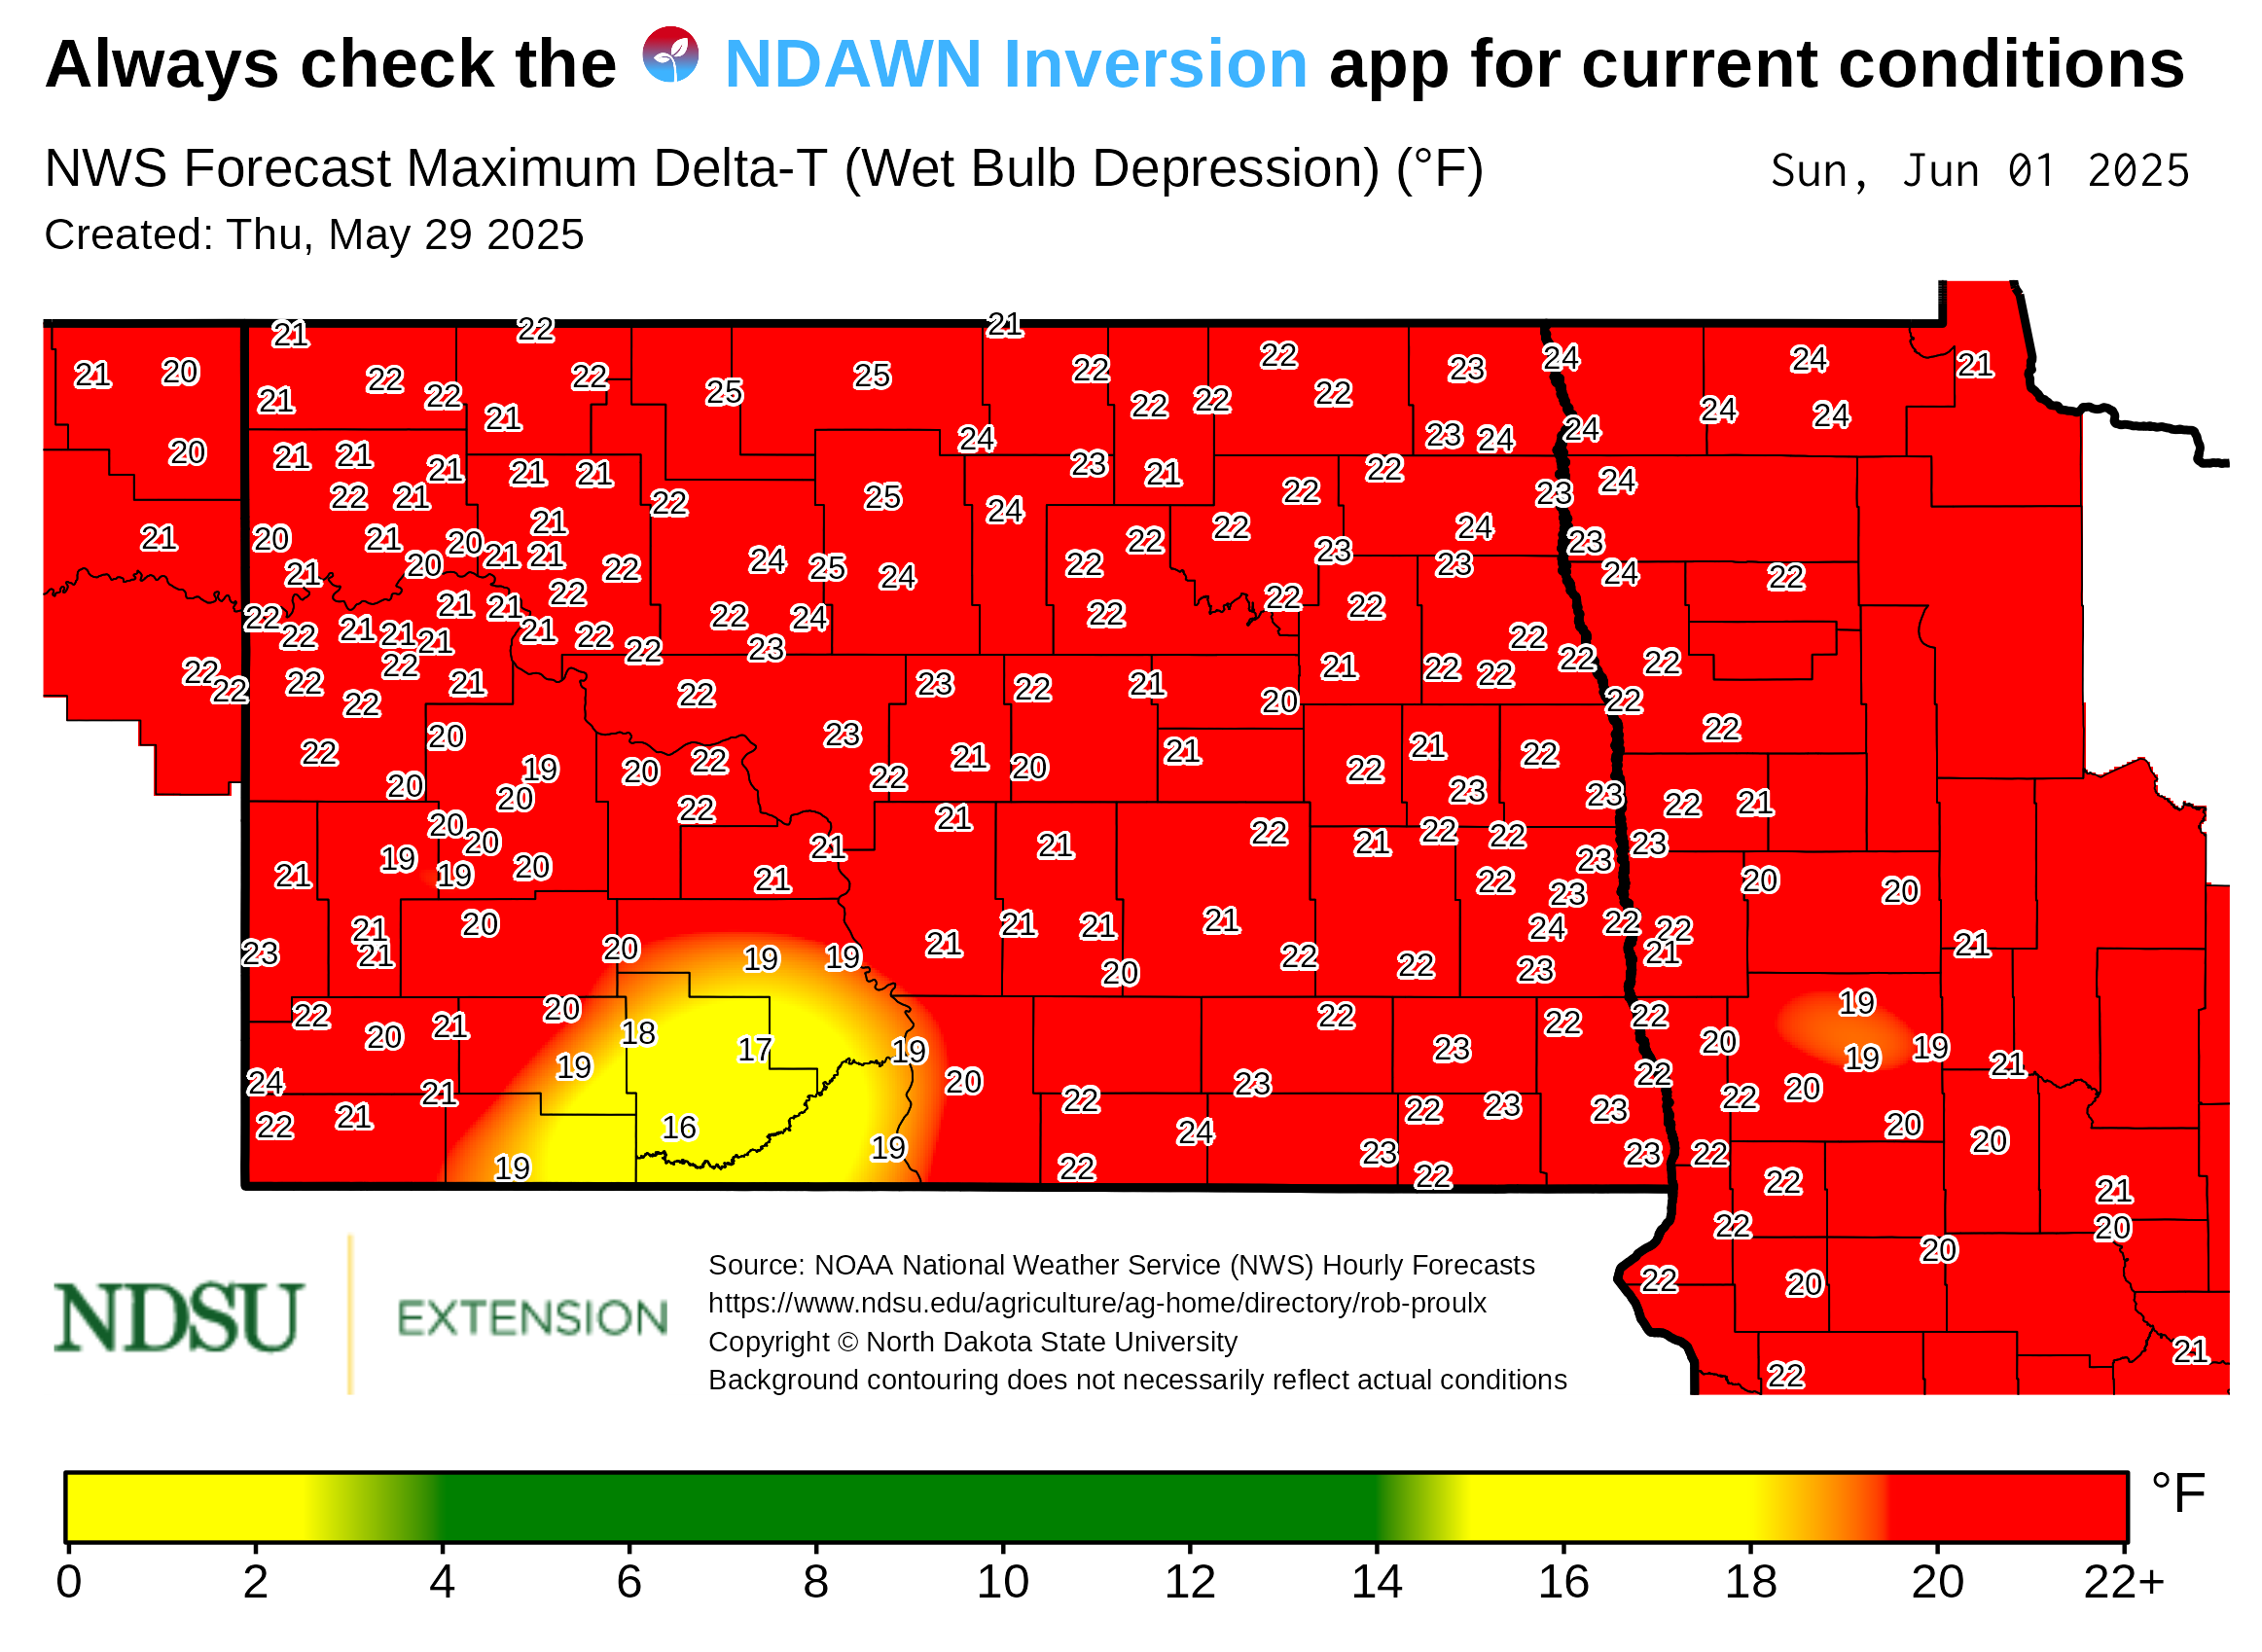 Always check the NDAWN Inversion app for current conditions
NWS Forecast Maximum Delta-T (Wet Bulb Depression) (°F) Sun, Jun 01 2025
Created: Thu, May 29 2025
21 22 21
21 20 22 22 25 25 22 22 23 24 24 21
21 22 21 22 22 22 24 24
20 21 21 21 21 21 24 23 21 22 23 24 24
22 21 22 25 24 22 22 23 24
21 20 21 20 21 21 21 22 22 24 23
21 20 22 24 25 24 22 23 23 24 22
22 21 21 22 22 24 22 22 22
22 21 21 21 21 22 22 23 22 22 22
22 22 22 22 21 22 23 22 21 20 21 22 22 22
22 20 23 21 22 22
22 20 19 20 20 22 22 21 20 21 22 21 22
20 20 22 21 22 23 23 22 21
19 19 20 21 21 21 22 21 22 22 23 23
21 20 21 22 23 20 20
23 21 21 20 20 19 19 21 21 21 21 22 24 22 22 21 21
20 22 22 23
22 20 21 20 18 17 19 22 23 22 22 20 19
24 21 19 20 22 23 22 22 20 19 19 21
22 21 19 16 19 22 24 23 22 23 23 23 22 20 20
22 22 22 21
22 20 20
22 20 21
22
NDSU EXTENSION
Source: NOAA National Weather Service (NWS) Hourly Forecasts
https://www.ndsu.edu/agriculture/ag-home/directory/rob-proulx
Copyright © North Dakota State University
Background contouring does not necessarily reflect actual conditions
°F
0 2 4 6 8 10 12 14 16 18 20 22+